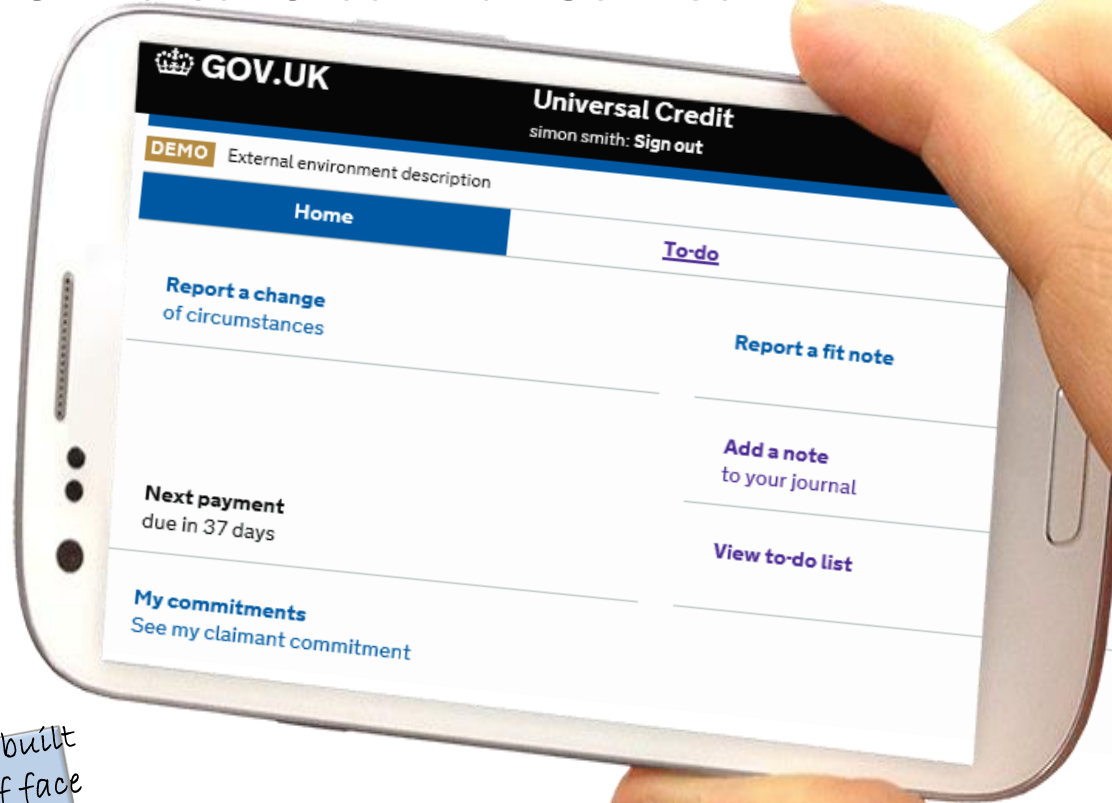 GOV.UK
Universal Credit
simon smith: Sign out
DEMO External environment description
Home
To-do
Report a change
of circumstances
Report a fit note
Add a note
to your journal
Next payment
due in 37 days
View to-do list
My commitments
See my claimant commitment
built
f face